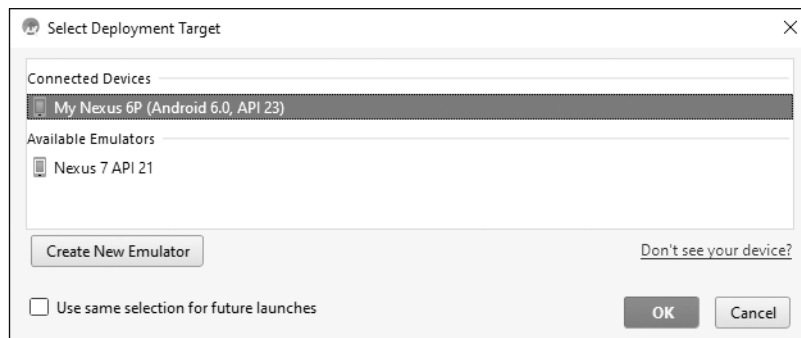 Select Deployment Target
Connected Devices
My Nexus 6P (Android 6.0, API 23)
Available Emulators
Nexus 7 API 21
Create New Emulator
Don't see your device?
Use same selection for future launches
OK
Cancel